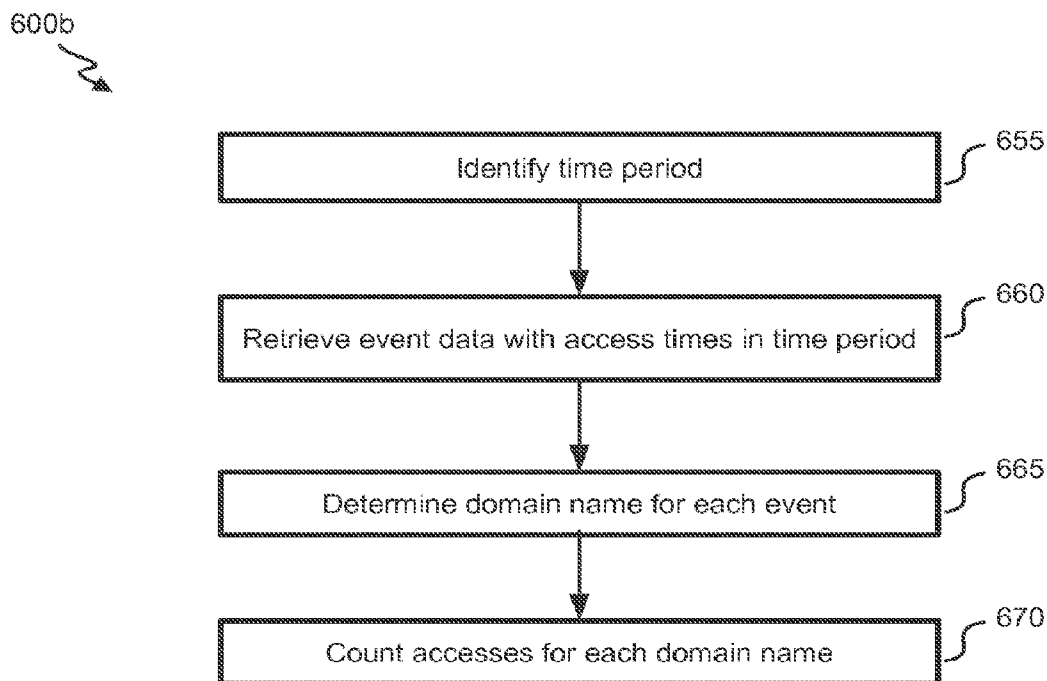 600b
Identify time period
655
Retrieve event data with access times in time period
660
Determine domain name for each event
665
Count accesses for each domain name
670